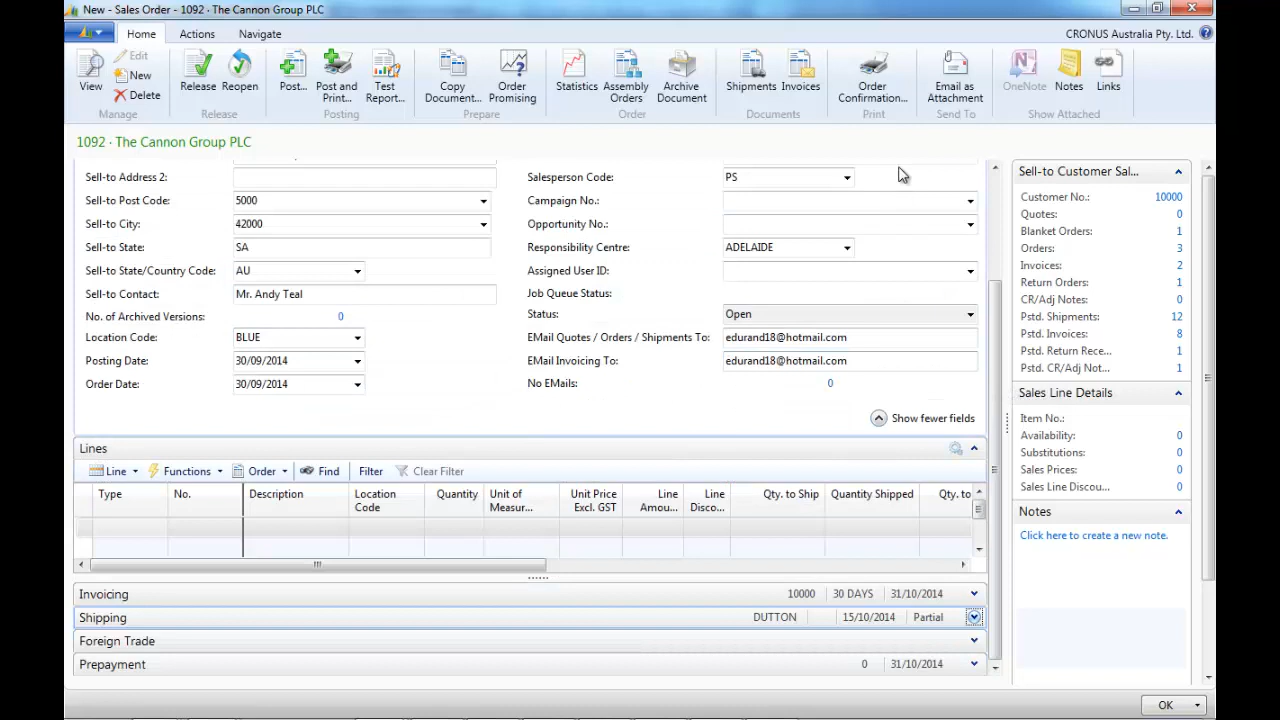 New - Sales Order - 1092 · The Cannon Group PLC
Home Actions Navigate CRONUS Australia Pty. Ltd.
View Edit New Delete Release Reopen Post... Post and Print... Test Report... Copy Document... Order Promising Statistics Assembly Orders Archive Document Shipments Invoices Order Confirmation... Email as Attachment OneNote Notes Links
Manage Release Posting Prepare Order Documents Print Send To Show Attached
1092 · The Cannon Group PLC
Sell-to Address 2: Salesperson Code: PS
Sell-to Post Code: 5000 Campaign No.:
Sell-to City: 42000 Opportunity No.:
Sell-to State: SA Responsibility Centre: ADELAIDE
Sell-to State/Country Code: AU Assigned User ID:
Sell-to Contact: Mr. Andy Teal Job Queue Status:
No. of Archived Versions: 0 Status: Open
Location Code: BLUE EMail Quotes / Orders / Shipments To: edurand18@hotmail.com
Posting Date: 30/09/2014 EMail Invoicing To: edurand18@hotmail.com
Order Date: 30/09/2014 No EMails: 0
Show fewer fields
Lines
Line Functions Order Find Filter Clear Filter
Type No. Description Location Code Quantity Unit of Measur... Unit Price Excl. GST Line Amou... Line Disco... Qty. to Ship Quantity Shipped Qty. to
Invoicing 10000 30 DAYS 31/10/2014
Shipping DUTTON 15/10/2014 Partial
Foreign Trade
Prepayment 0 31/10/2014
Sell-to Customer Sal...
Customer No.: 10000
Quotes: 0
Blanket Orders: 1
Orders: 3
Invoices: 2
Return Orders: 1
CR/Adj Notes: 0
Pstd. Shipments: 12
Pstd. Invoices: 8
Pstd. Return Rece... 1
Pstd. CR/Adj Not... 1
Sales Line Details
Item No.:
Availability: 0
Substitutions: 0
Sales Prices: 0
Sales Line Discou... 0
Notes
Click here to create a new note.
OK